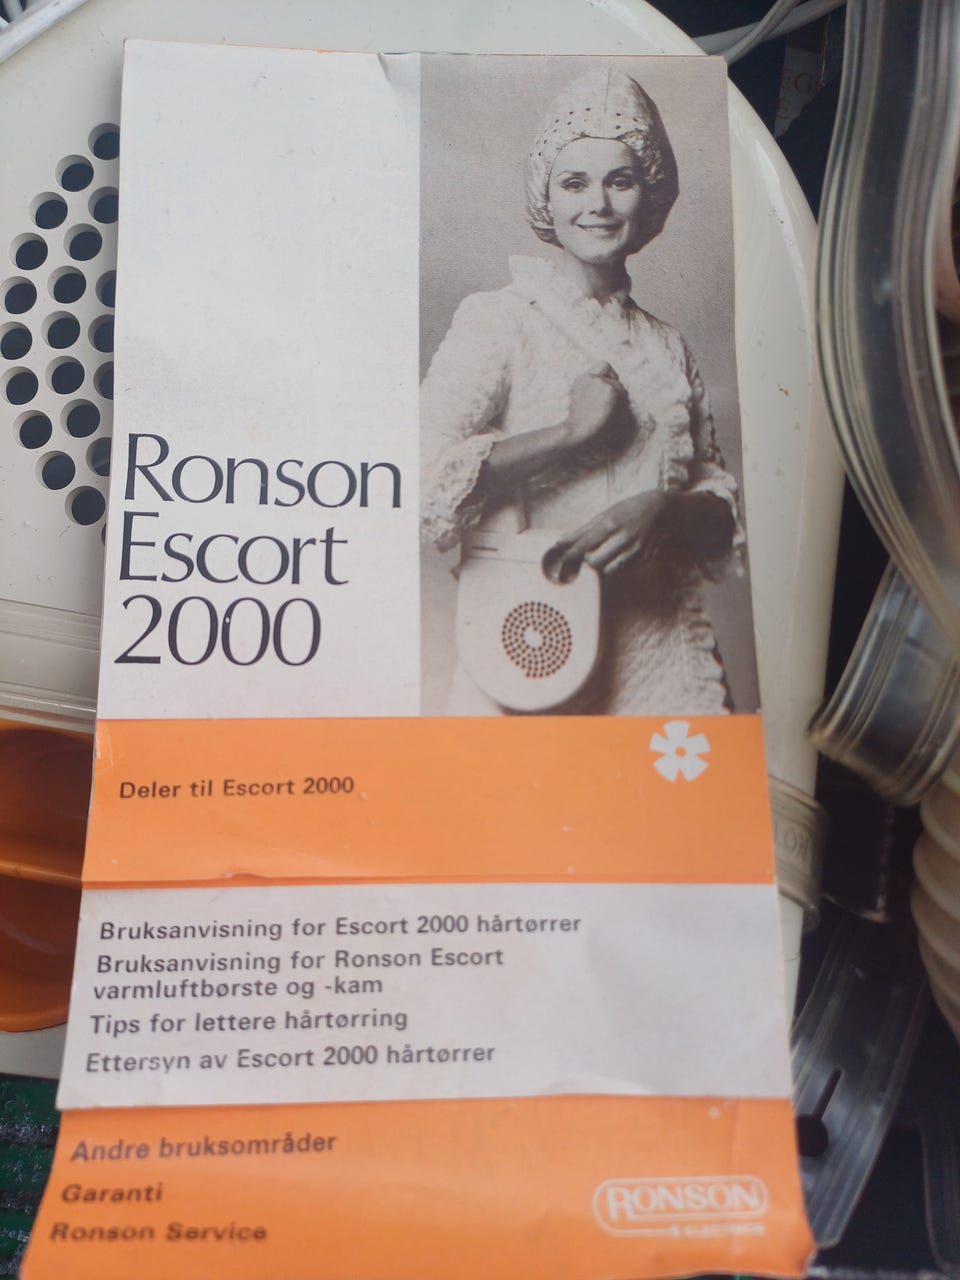 Ronson
Escort
2000
Deler til Escort 2000
Bruksanvisning for Escort 2000 hårtørrer
Bruksanvisning for Ronson Escort
varmluftbørste og -kam
Tips for lettere hårtørring
Ettersyn av Escort 2000 hårtørrer
Andre bruksområder
Garanti
Ronson Service
RONSON